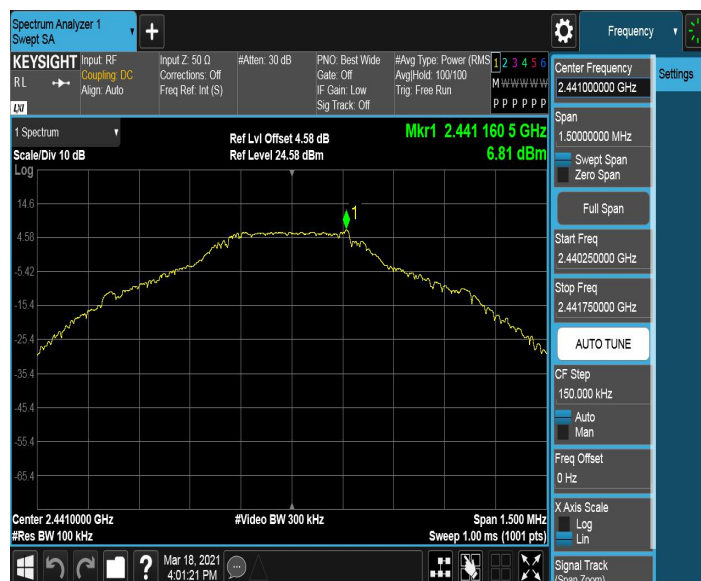 Spectrum Analyzer 1
Swept SA
+
Frequency
KEYSIGHT
RL
LXI
Input: RF
Coupling: DC
Align: Auto
Input Z: 50 Ω
Corrections: Off
Freq Ref: Int (S)
#Atten: 30 dB
PNO: Best Wide
Gate: Off
IF Gain: Low
Sig Track: Off
#Avg Type: Power (RMS
Avg|Hold: 100/100
Trig: Free Run
1 2 3 4 5 6
M W W W W W
P P P P P P
1 Spectrum
Scale/Div 10 dB
Log
Ref Lvl Offset 4.58 dB
Ref Level 24.58 dBm
Mkr1 2.441 160 5 GHz
6.81 dBm
14.6
4.58
-5.42
-15.4
-25.4
-35.4
-45.4
-55.4
-65.4
1
Center 2.4410000 GHz
#Res BW 100 kHz
#Video BW 300 kHz
Span 1.500 MHz
Sweep 1.00 ms (1001 pts)
Center Frequency
2.441000000 GHz
Settings
Span
1.50000000 MHz
Swept Span
Zero Span
Full Span
Start Freq
2.440250000 GHz
Stop Freq
2.441750000 GHz
AUTO TUNE
CF Step
150.000 kHz
Auto
Man
Freq Offset
0 Hz
X Axis Scale
Log
Lin
Signal Track
(Span Zoom)
?
Mar 18, 2021
4:01:21 PM